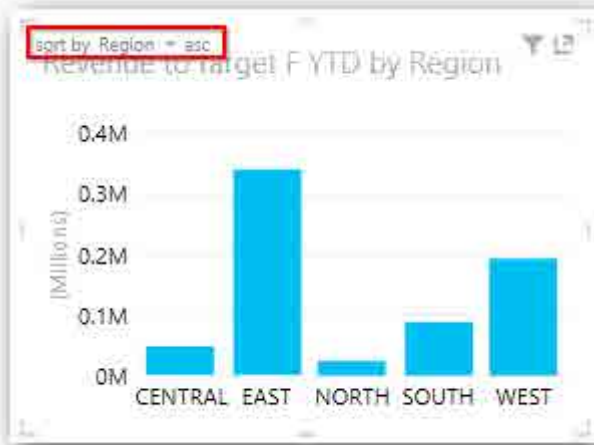 sort by Region asc
Revenue to Target F YTD by Region
0.4M
0.3M
0.2M
0.1M
0M
(Millions)
CENTRAL EAST NORTH SOUTH WEST